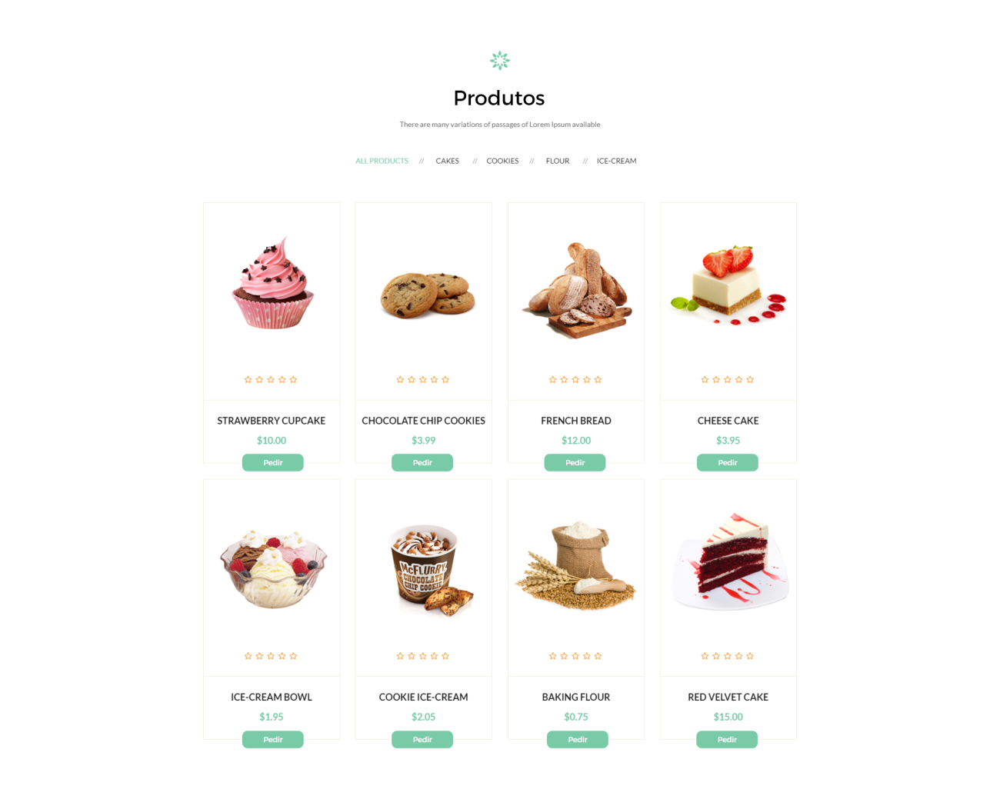 Produtos
There are many variations of passages of Lorem Ipsum available
ALL PRODUCTS // CAKES // COOKIES // FLOUR // ICE-CREAM
STRAWBERRY CUPCAKE
$10.00
Pedir
CHOCOLATE CHIP COOKIES
$3.99
Pedir
FRENCH BREAD
$12.00
Pedir
CHEESE CAKE
$3.95
Pedir
McFLURRY
CHOCOLATE
CHIP COOKIE
ICE-CREAM BOWL
$1.95
Pedir
COOKIE ICE-CREAM
$2.05
Pedir
BAKING FLOUR
$0.75
Pedir
RED VELVET CAKE
$15.00
Pedir